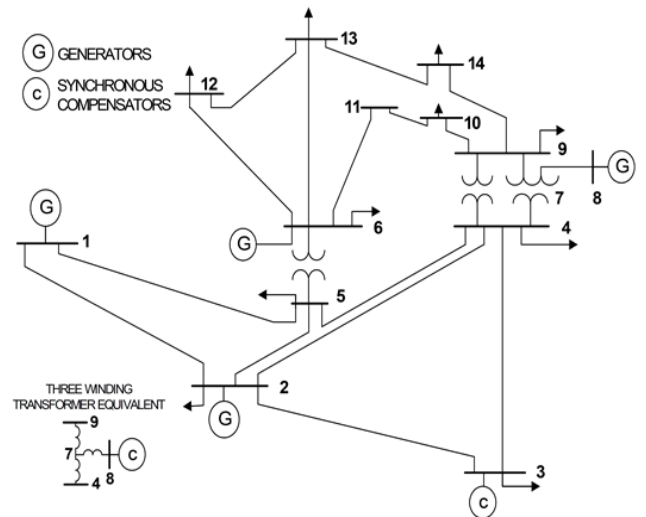 G GENERATORS
C SYNCHRONOUS
COMPENSATORS
13
14
12
11
10
9
G
8
7
G
1
G
6
4
5
THREE WINDING
TRANSFORMER EQUIVALENT
2
G
9
7
C
8
4
3
C